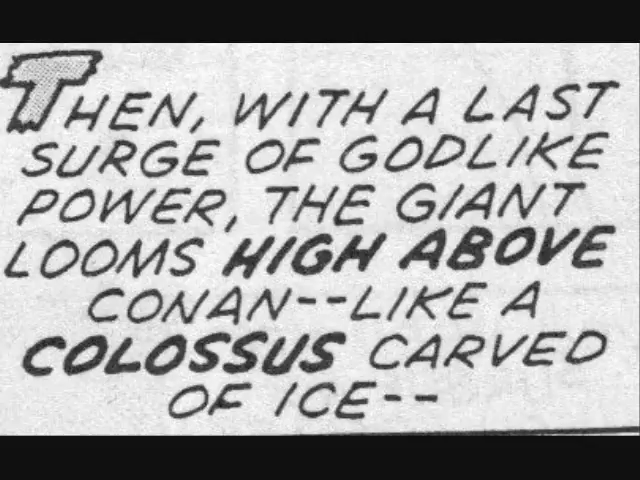 THEN, WITH A LAST
SURGE OF GODLIKE
POWER, THE GIANT
LOOMS HIGH ABOVE
CONAN--LIKE A
COLOSSUS CARVED
OF ICE--